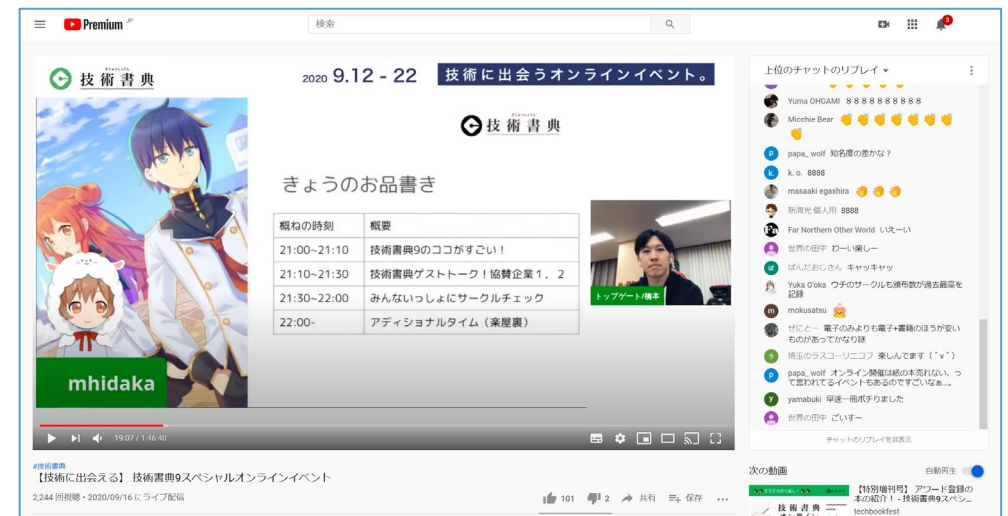 Premium JP
検索
3
技術書典
2020 9.12 - 22 技術に出会うオンラインイベント。
技術書典
きょうのお品書き
概ねの時刻 概要
21:00~21:10 技術書典9のココがすごい！
21:10~21:30 技術書典ゲストトーク！協賛企業１，２
21:30~22:00 みんないっしょにサークルチェック
22:00- アディショナルタイム（楽屋裏）
トップゲート/橋本
mhidaka
19:07 / 1:46:40
#技術書典
【技術に出会える】 技術書典9スペシャルオンラインイベント
2,244 回視聴・2020/09/16 にライブ配信
101 2 共有 保存
上位のチャットのリプレイ
Yuma OHGAMI ８８８８８８８８８８
Micchie Bear 👏👏👏👏👏👏👏
👏
papa_ wolf 知名度の差かな？
k. o. 8888
masaaki egashira 👏👏👏
新海光 個人用 8888
Far Northern Other World いえーい
世界の田中 わーい楽しー
ぱんだおじさん キャッキャッ
Yuka O'oka ウチのサークルも頒布数が過去最高を
記録
mokusatsu
ぜにとー 電子のみよりも電子+書籍のほうが安い
ものがあってかなり謎
埼玉のラスコーリニコフ 楽しんでます（＾ν＾）
papa_ wolf オンライン開催は紙の本売れない、っ
て言われてるイベントもあるのですごいなぁ…。
yamabuki 早速一冊ポチりました
世界の田中 ごいすー
チャットのリプレイを非表示
次の動画 自動再生
【特別増刊号】 アワード登録の
本の紹介！ - 技術書典9スペシ...
techbookfest
技術書典